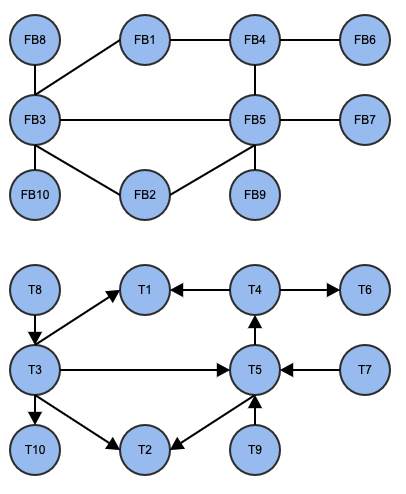 FB8 FB1 FB4 FB6
FB3 FB5 FB7
FB10 FB2 FB9
T8 T1 T4 T6
T3 T5 T7
T10 T2 T9